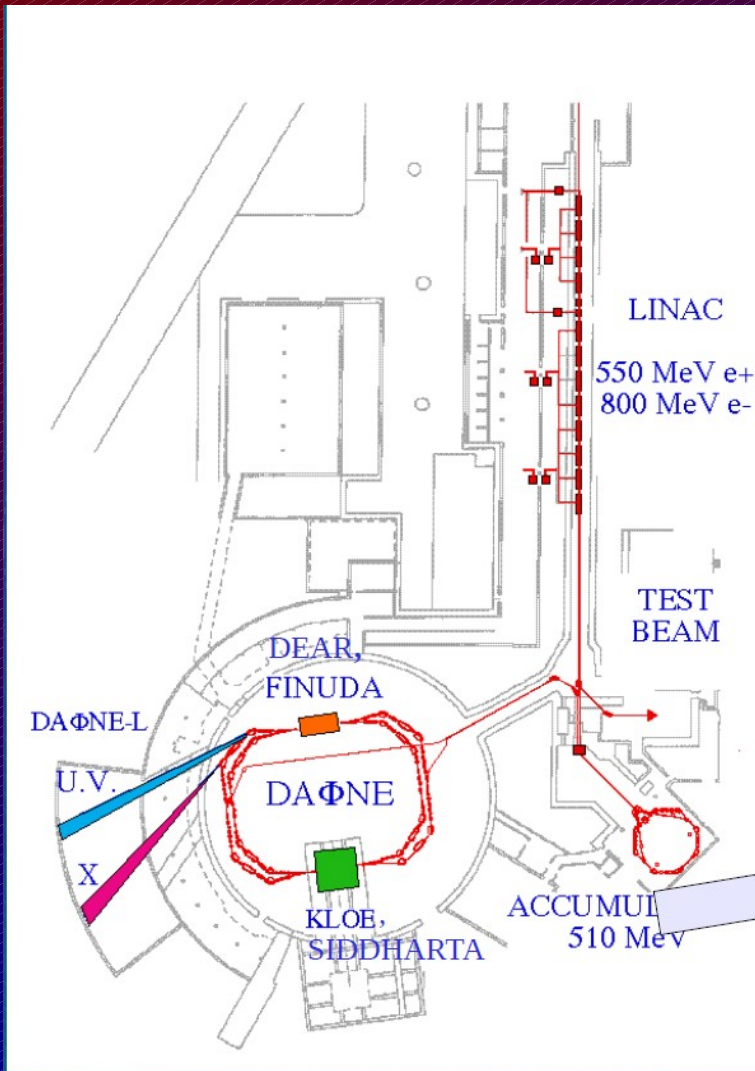 LINAC
550 MeV e+
800 MeV e-
TEST
BEAM
DEAR,
FINUDA
DAΦNE-L
U.V.
DAΦNE
X
KLOE,
SIDDHARTA
510 MeV